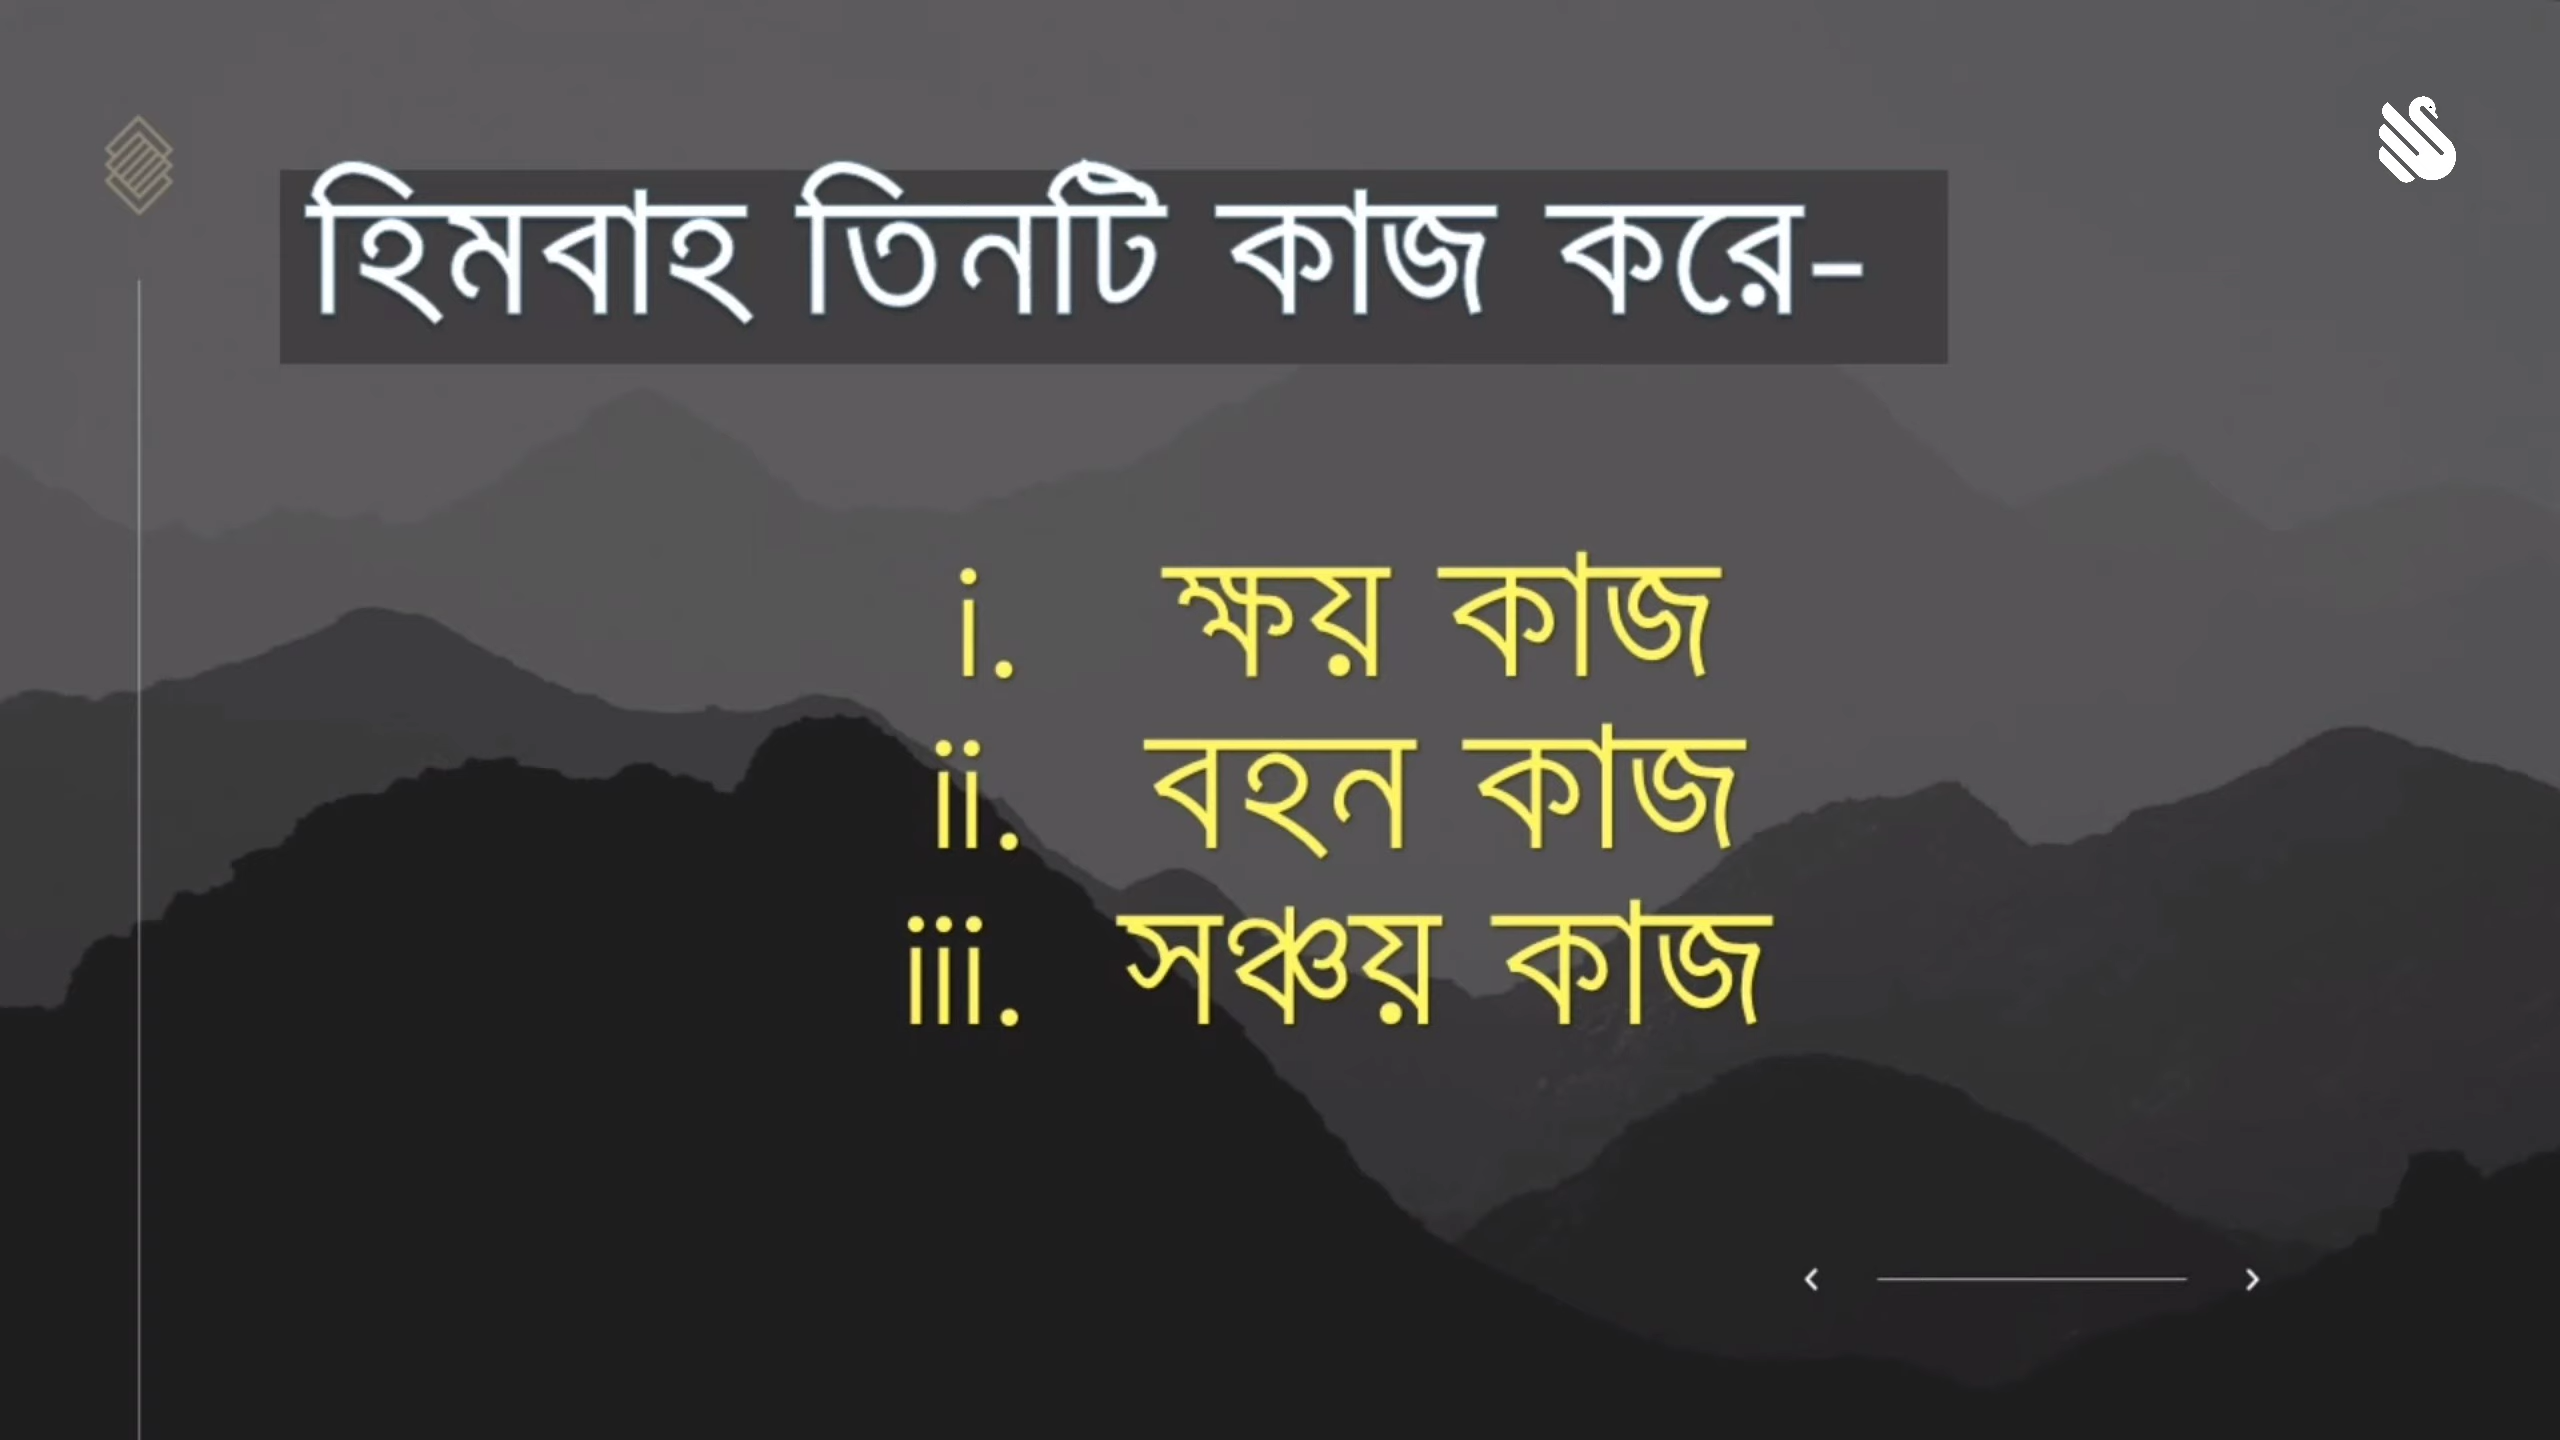 হিমবাহ তিনটি কাজ করে-
i. ক্ষয় কাজ
ii. বহন কাজ
iii. সঞ্চয় কাজ